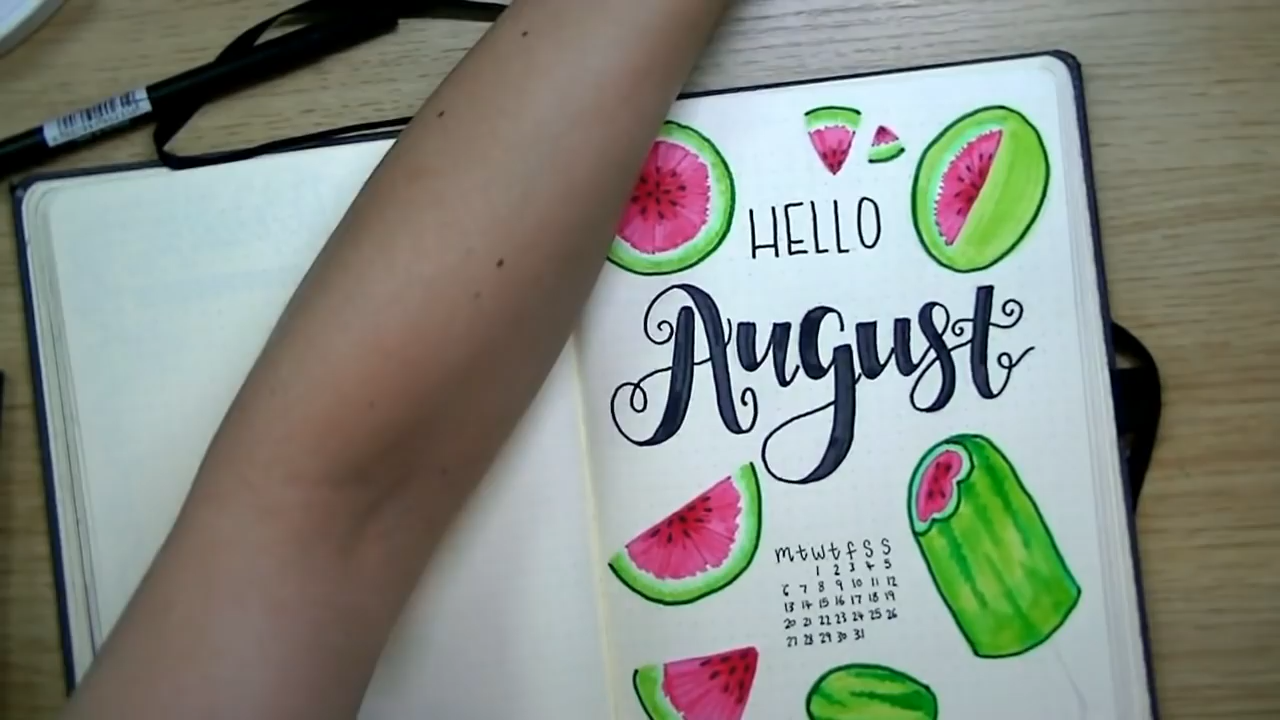 HELLO
August
m t w t f s s
1 2 3 4 5
6 7 8 9 10 11 12
13 14 15 16 17 18 19
20 21 22 23 24 25 26
27 28 29 30 31